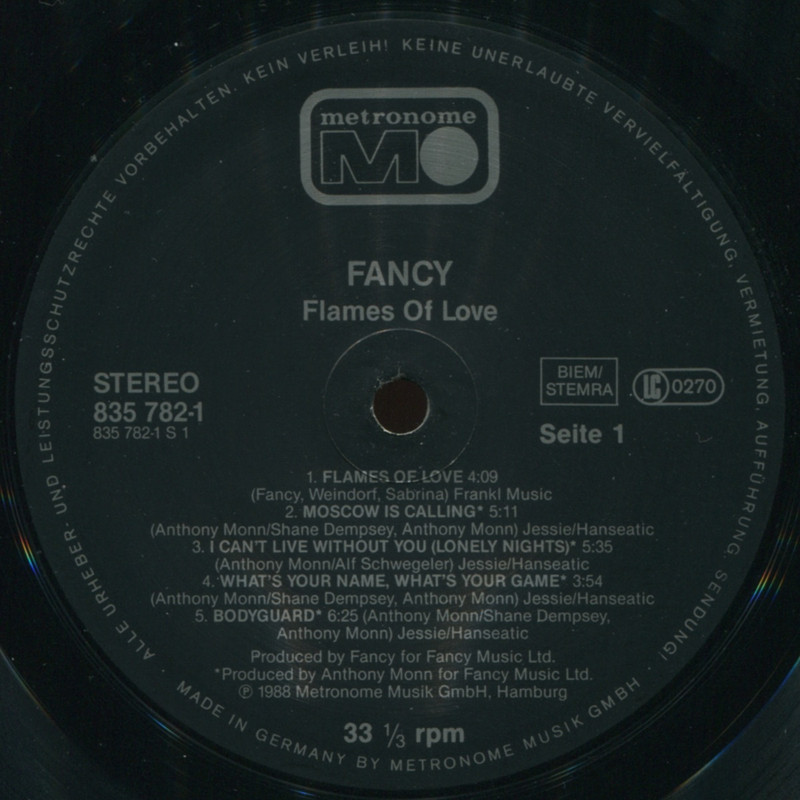 ALLE URHEBER- UND LEISTUNGSSCHUTZRECHTE VORBEHALTEN. KEIN VERLEIH! KEINE UNERLAUBTE VERVIELFÄLTIGUNG, VERMIETUNG, AUFFÜHRUNG, SENDUNG!
metronome
MO
FANCY
Flames Of Love
STEREO
835 782-1
835 782-1 S 1
BIEM/
STEMRA
LC 0270
Seite 1
1. FLAMES OF LOVE 4:09
(Fancy, Weindorf, Sabrina) Frankl Music
2. MOSCOW IS CALLING* 5:11
(Anthony Monn/Shane Dempsey, Anthony Monn) Jessie/Hanseatic
3. I CAN'T LIVE WITHOUT YOU (LONELY NIGHTS)* 5:35
(Anthony Monn/Alf Schwegeler) Jessie/Hanseatic
4. WHAT'S YOUR NAME, WHAT'S YOUR GAME* 3:54
(Anthony Monn/Shane Dempsey, Anthony Monn) Jessie/Hanseatic
5. BODYGUARD* 6:25 (Anthony Monn/Shane Dempsey,
Anthony Monn) Jessie/Hanseatic
Produced by Fancy for Fancy Music Ltd.
*Produced by Anthony Monn for Fancy Music Ltd.
℗ 1988 Metronome Musik GmbH, Hamburg
33 1/3 rpm
· MADE IN GERMANY BY METRONOME MUSIK GMBH ·